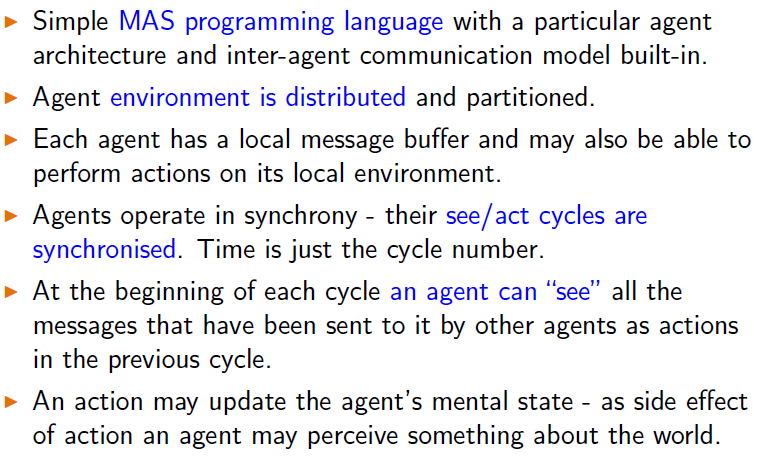 ▶ Simple MAS programming language with a particular agent
architecture and inter-agent communication model built-in.
▶ Agent environment is distributed and partitioned.
▶ Each agent has a local message buffer and may also be able to
perform actions on its local environment.
▶ Agents operate in synchrony - their see/act cycles are
synchronised. Time is just the cycle number.
▶ At the beginning of each cycle an agent can “see” all the
messages that have been sent to it by other agents as actions
in the previous cycle.
▶ An action may update the agent's mental state - as side effect
of action an agent may perceive something about the world.